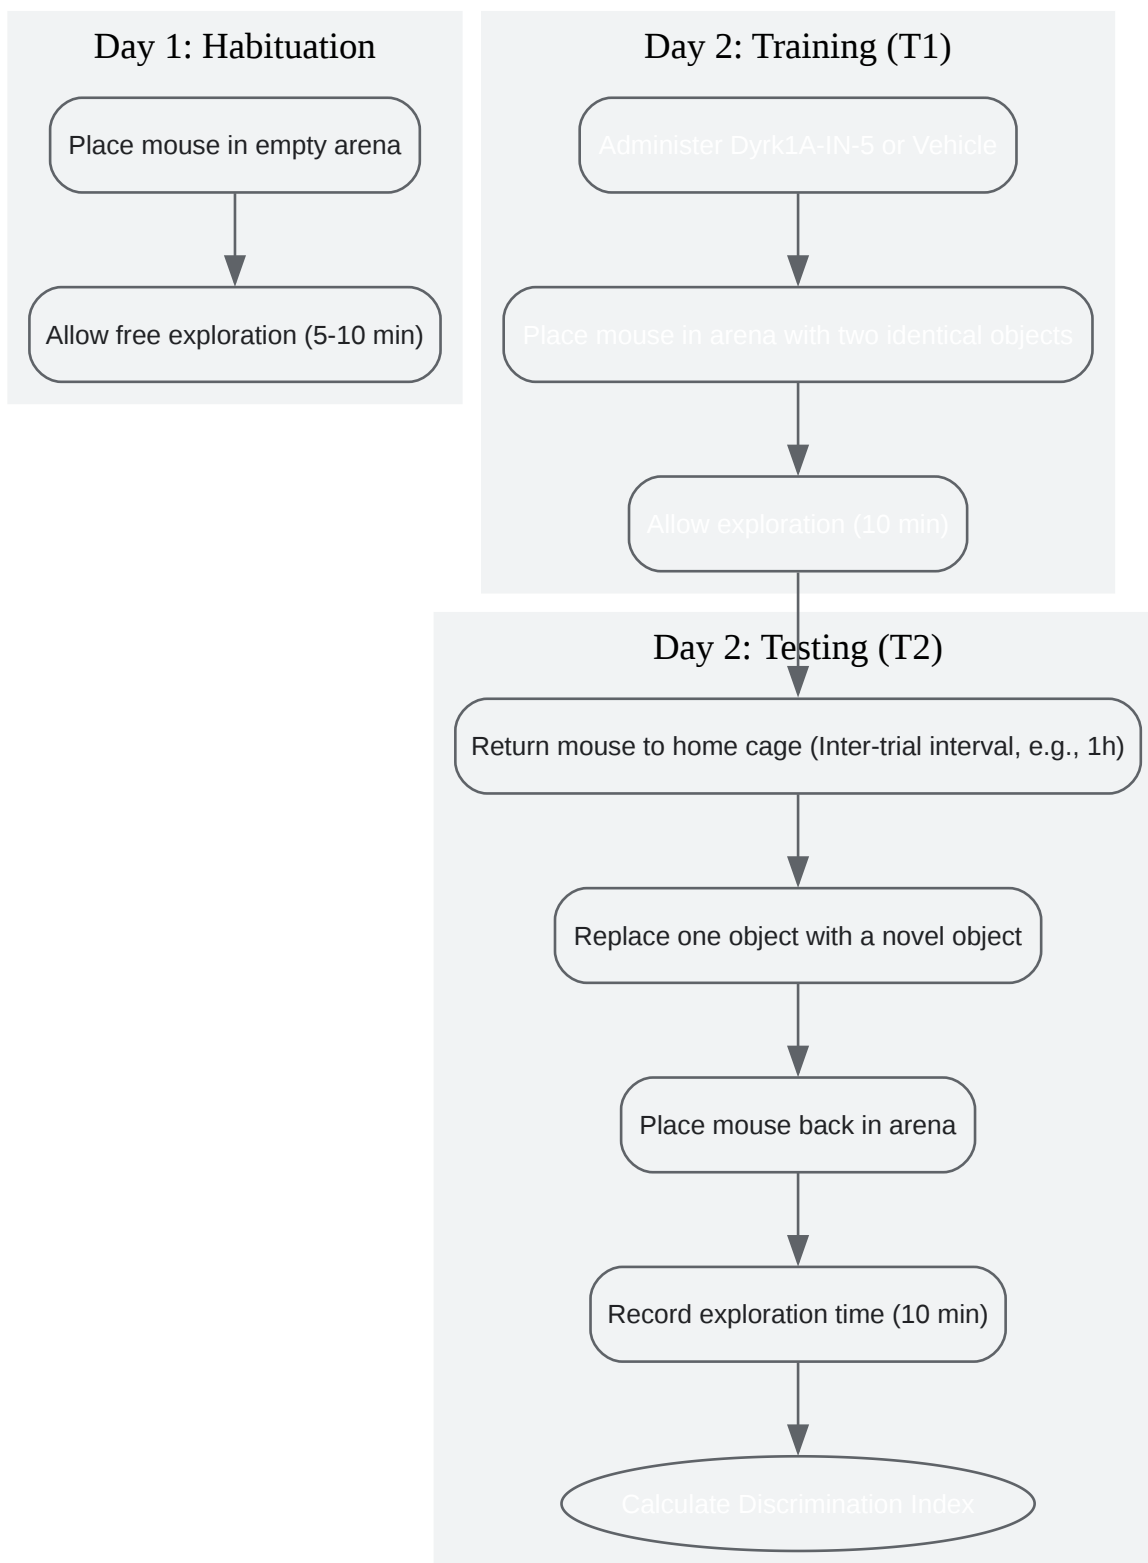 Day 1: Habituation
Place mouse in empty arena
Allow free exploration (5-10 min)
Day 2: Training (T1)
Administer Dyrk1A-IN-5 or Vehicle
Place mouse in arena with two identical objects
Allow exploration (10 min)
Day 2: Testing (T2)
Return mouse to home cage (Inter-trial interval, e.g., 1h)
Replace one object with a novel object
Place mouse back in arena
Record exploration time (10 min)
Calculate Discrimination Index